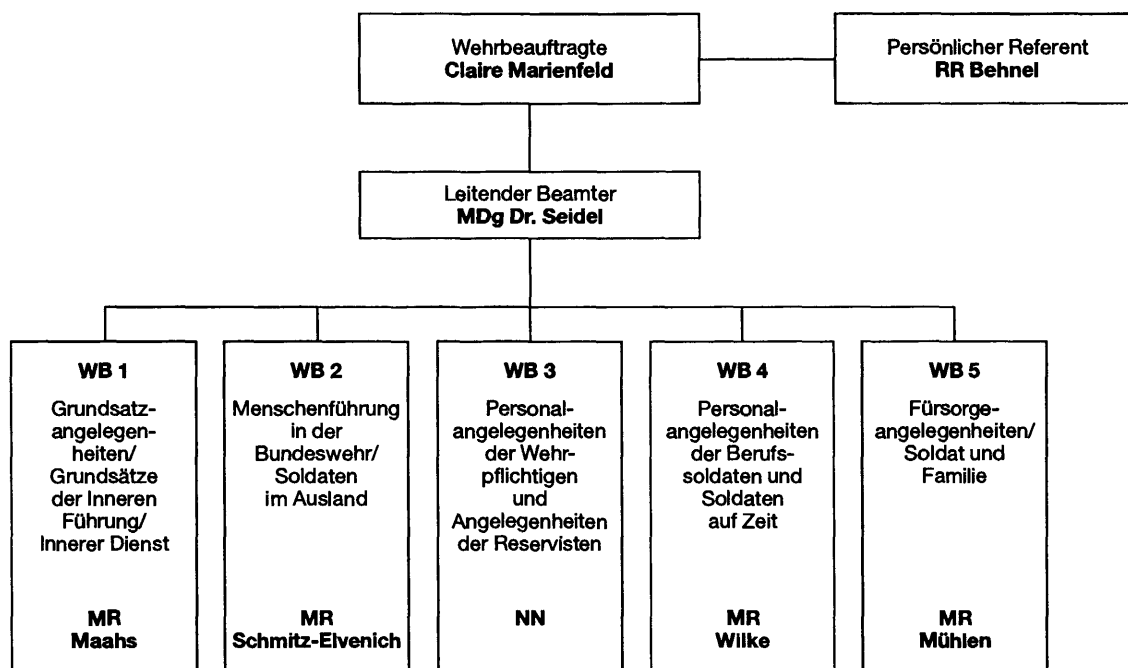 Wehrbeauftragte
Claire Marienfeld
Persönlicher Referent
RR Behnel
Leitender Beamter
MDg Dr. Seidel
WB 1
Grundsatz-
angelegen-
heiten/
Grundsätze
der Inneren
Führung/
Innerer Dienst
MR
Maahs
WB 2
Menschenführung
in der
Bundeswehr/
Soldaten
im Ausland
MR
Schmitz-Elvenich
WB 3
Personal-
angelegenheiten
der Wehr-
pflichtigen
und
Angelegenheiten
der Reservisten
NN
WB 4
Personal-
angelegenheiten
der Berufs-
soldaten und
Soldaten
auf Zeit
MR
Wilke
WB 5
Fürsorge-
angelegenheiten/
Soldat und
Familie
MR
Mühlen